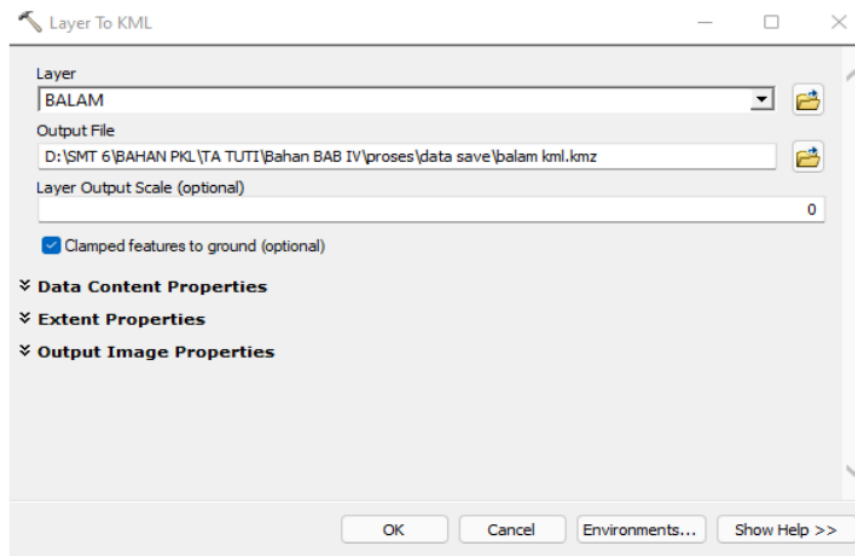 Layer To KML
Layer
BALAM
Output File
D:\SMT 6\BAHAN PKL\TA TUTI\Bahan BAB IV\proses\data save\balam kml.kmz
Layer Output Scale (optional)
0
Clamped features to ground (optional)
Data Content Properties
Extent Properties
Output Image Properties
OK Cancel Environments... Show Help >>